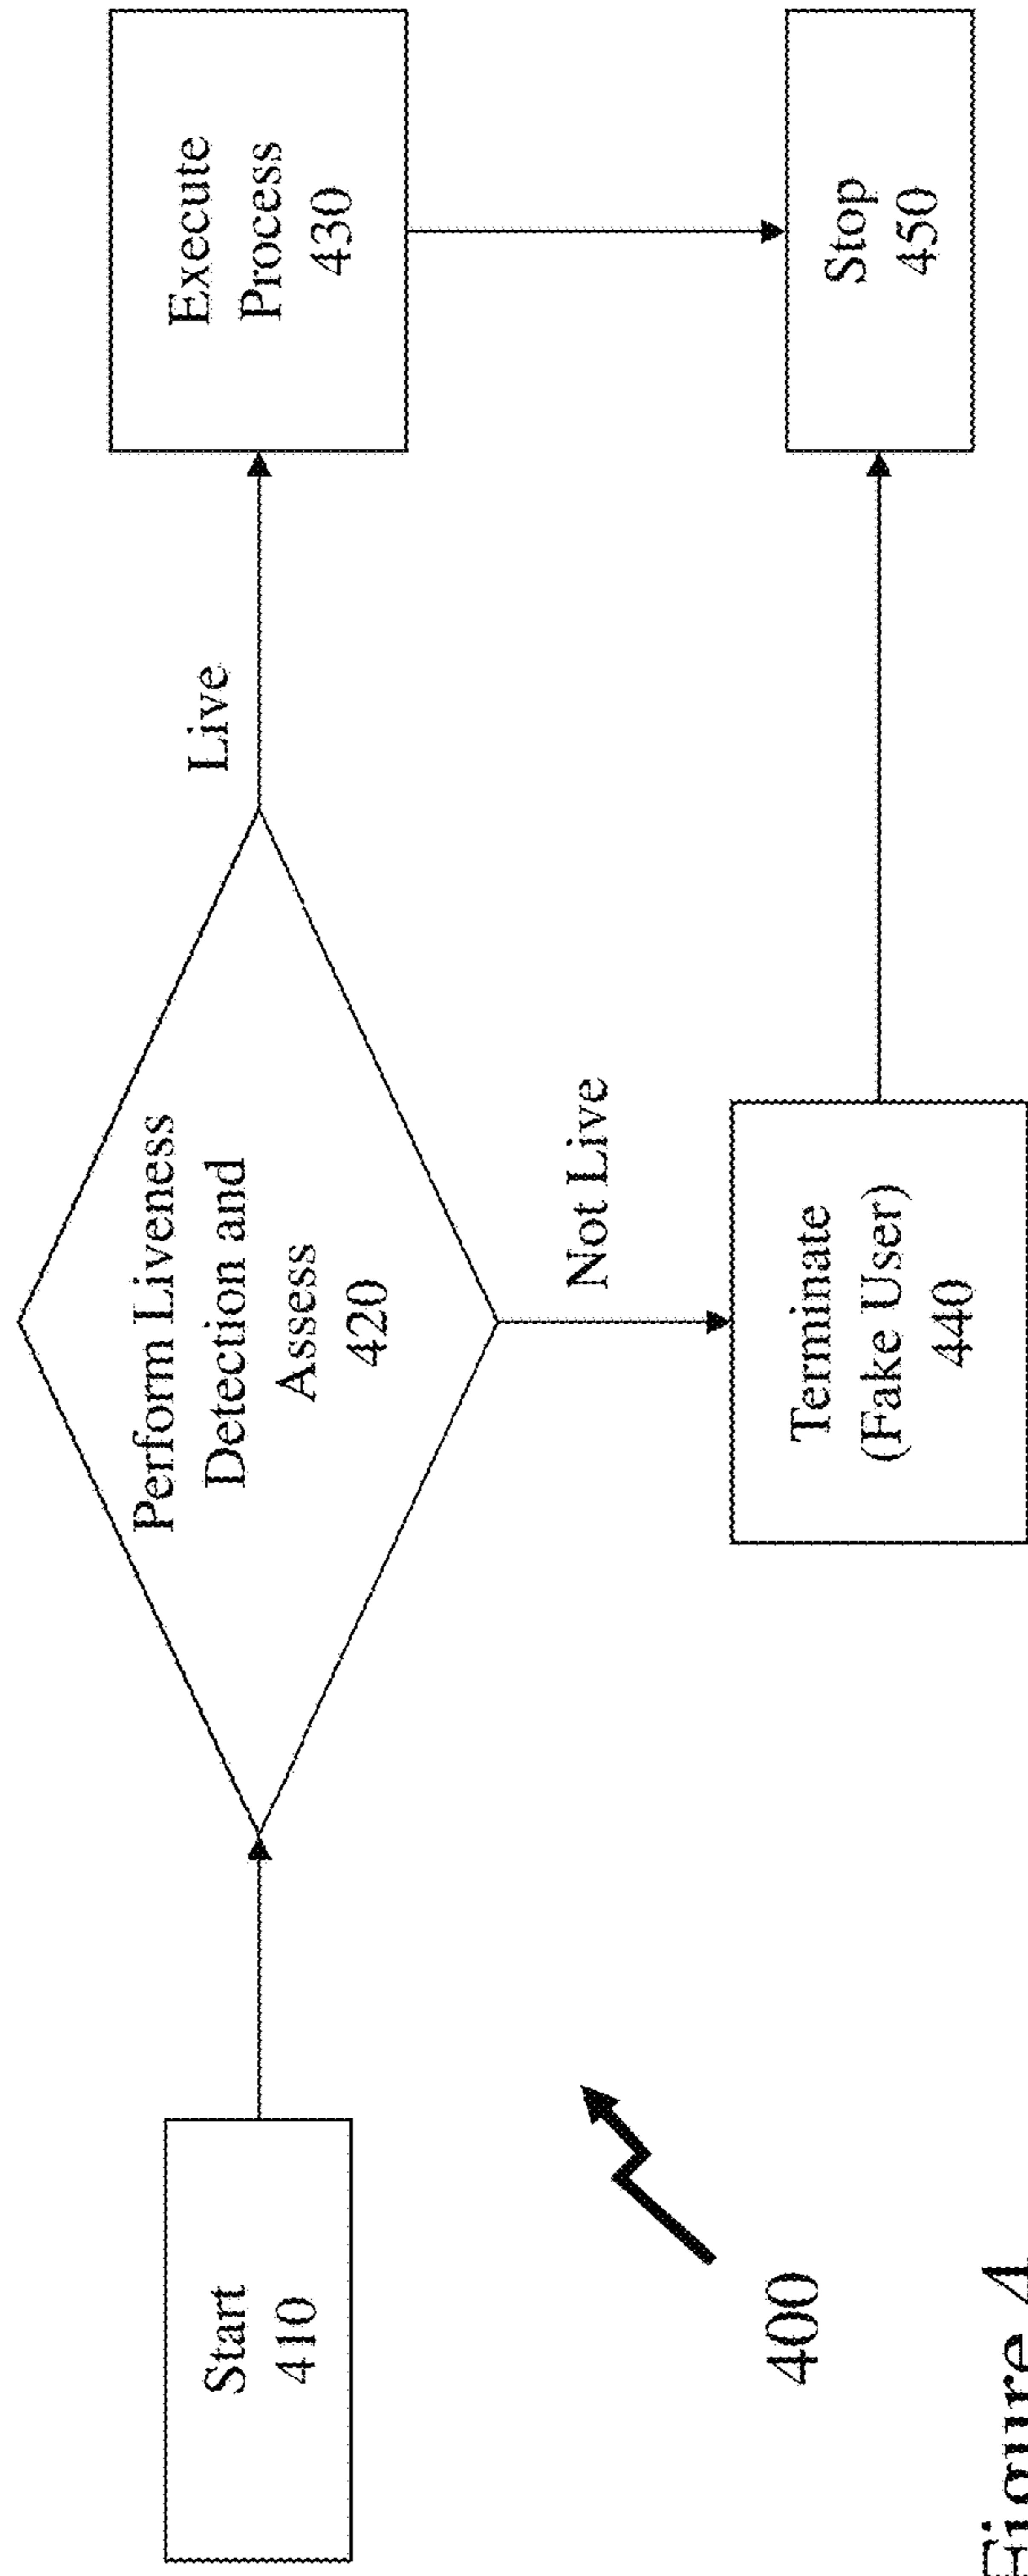 Start
410
Perform Liveness
Detection and
Assess
420
Live
Execute
Process
430
Not Live
Terminate
(Fake User)
440
Stop
450
400
Figure 4